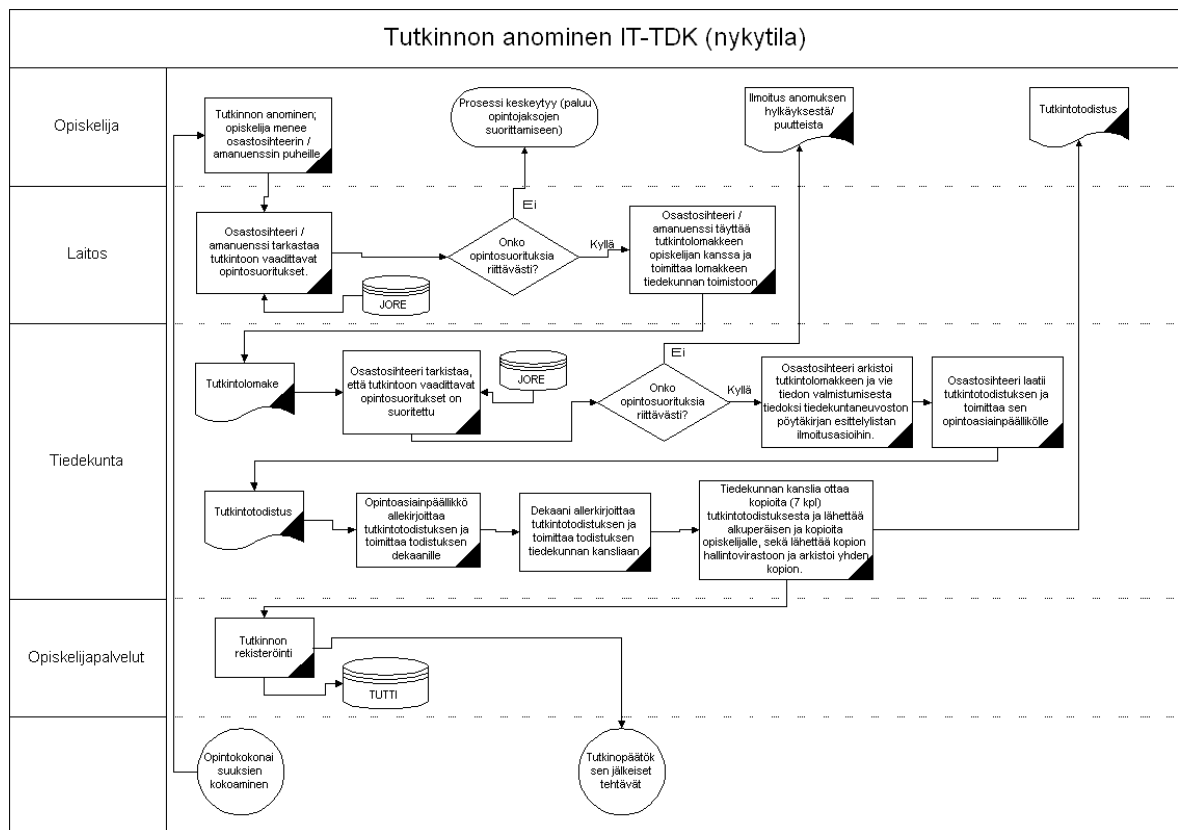 Tutkinnon anominen IT-TDK (nykytila)
Opiskelija
Tutkinnon anominen;
opiskelija menee
osastosihteerin /
amanuenssin puheille
Prosessi keskeytyy (paluu
opintojaksojen
suorittamiseen)
Ilmoitus anomuksen
hylkäyksestä/
puutteista
Tutkintotodistus
Laitos
Osastosihteeri /
amanuenssi tarkastaa
tutkintoon vaadittavat
opintosuoritukset.
JORE
Ei
Onko
opintosuorituksia
riittävästi?
Kyllä
Osastosihteeri /
amanuenssi täyttää
tutkintolomakkeen
opiskelijan kanssa ja
toimittaa lomakkeen
tiedekunnan toimistoon
Tiedekunta
Tutkintolomake
Osastosihteeri tarkistaa,
että tutkintoon vaadittavat
opintosuoritukset on
suoritettu
JORE
Ei
Onko
opintosuorituksia
riittävästi?
Kyllä
Osastosihteeri arkistoi
tutkintolomakkeen ja vie
tiedon valmistumisesta
tiedoksi tiedekuntaneuvoston
pöytäkirjan esittelylistan
ilmoitusasioihin.
Osastosihteeri laatii
tutkintotodistuksen ja
toimittaa sen
opintoasiainpäällikölle
Tutkintotodistus
Opintoasiainpäällikkö
allekirjoittaa
tutkintotodistuksen ja
toimittaa todistuksen
dekaanille
Dekaani allerkirjoittaa
tutkintotodistuksen ja
toimittaa todistuksen
tiedekunnan kansliaan
Tiedekunnan kanslia ottaa
kopioita (7 kpl)
tutkintotodistuksesta ja lähettää
alkuperäisen ja kopioita
opiskelijalle, sekä lähettää kopion
hallintovirastoon ja arkistoi yhden
kopion.
Opiskelijapalvelut
Tutkinnon
rekisteröinti
TUTTI
Opintokokonai
suuksien
kokoaminen
Tutkinopäätök
sen jälkeiset
tehtävät